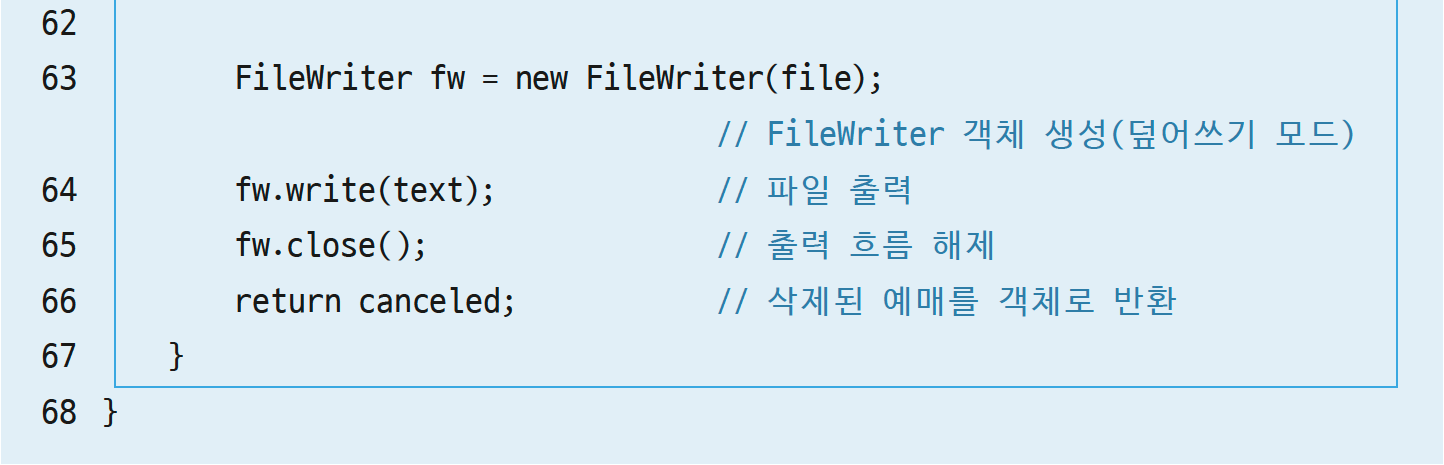 62
63 FileWriter fw = new FileWriter(file);
// FileWriter 객체 생성(덮어쓰기 모드)
64 fw.write(text); // 파일 출력
65 fw.close(); // 출력 흐름 해제
66 return canceled; // 삭제된 예매를 객체로 반환
67 }
68 }